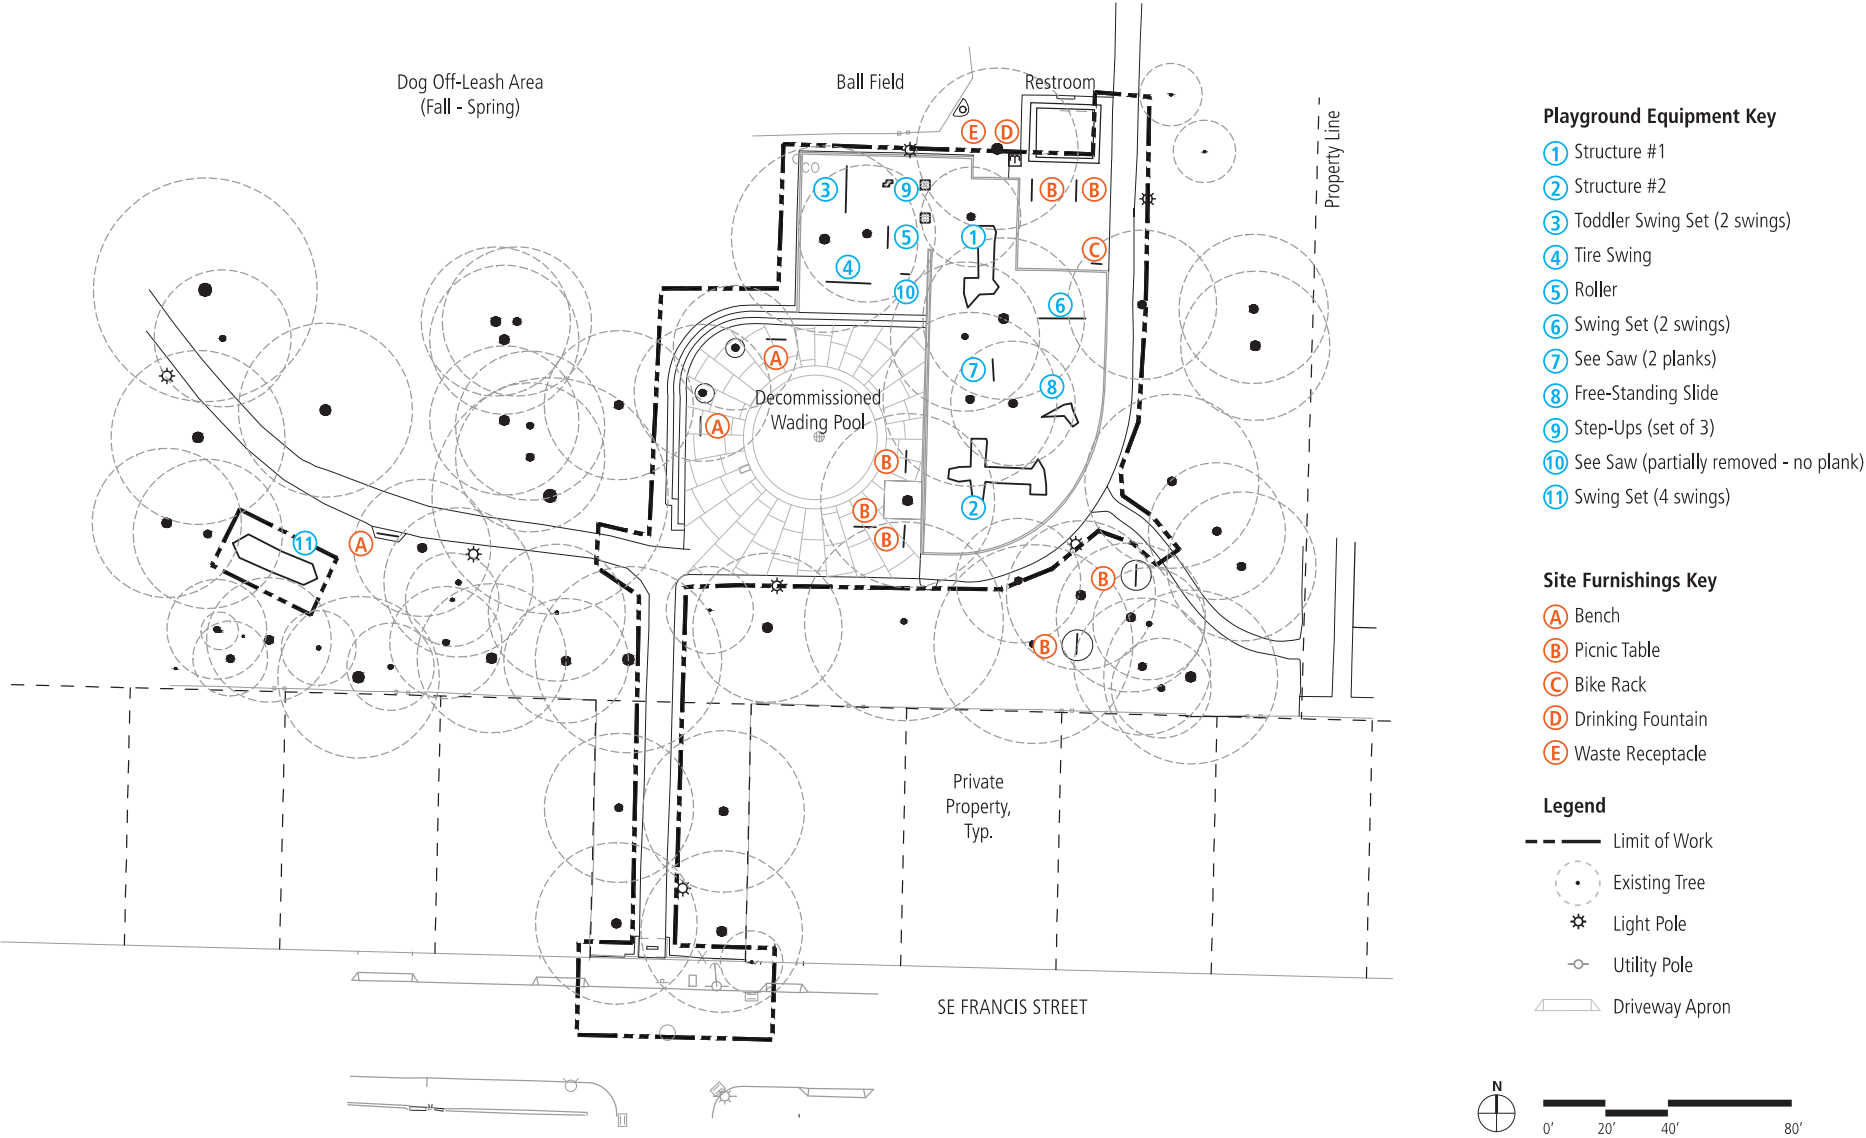 Dog Off-Leash Area
(Fall - Spring)
Ball Field
Restroom
Property Line
E D
3
9
B B
5
1
C
4
10
6
A
7
8
Decommissioned
Wading Pool
A
B
2
B
B
11
A
B
B
CO
Private
Property,
Typ.
SE FRANCIS STREET
Playground Equipment Key
1 Structure #1
2 Structure #2
3 Toddler Swing Set (2 swings)
4 Tire Swing
5 Roller
6 Swing Set (2 swings)
7 See Saw (2 planks)
8 Free-Standing Slide
9 Step-Ups (set of 3)
10 See Saw (partially removed - no plank)
11 Swing Set (4 swings)
Site Furnishings Key
A Bench
B Picnic Table
C Bike Rack
D Drinking Fountain
E Waste Receptacle
Legend
Limit of Work
Existing Tree
Light Pole
Utility Pole
Driveway Apron
N
0' 20' 40' 80'